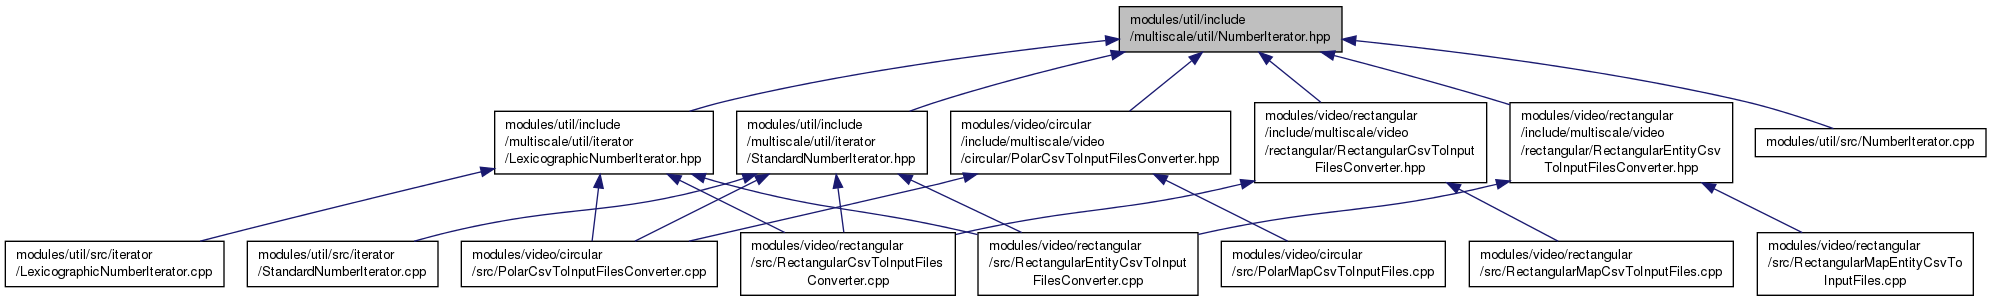 modules/util/include
/multiscale/util/NumberIterator.hpp
modules/util/include
/multiscale/util/iterator
/LexicographicNumberIterator.hpp
modules/util/include
/multiscale/util/iterator
/StandardNumberIterator.hpp
modules/video/circular
/include/multiscale/video
/circular/PolarCsvToInputFilesConverter.hpp
modules/video/rectangular
/include/multiscale/video
/rectangular/RectangularCsvToInput
FilesConverter.hpp
modules/video/rectangular
/include/multiscale/video
/rectangular/RectangularEntityCsv
ToInputFilesConverter.hpp
modules/util/src/NumberIterator.cpp
modules/util/src/iterator
/LexicographicNumberIterator.cpp
modules/util/src/iterator
/StandardNumberIterator.cpp
modules/video/circular
/src/PolarCsvToInputFilesConverter.cpp
modules/video/rectangular
/src/RectangularCsvToInputFiles
Converter.cpp
modules/video/rectangular
/src/RectangularEntityCsvToInput
FilesConverter.cpp
modules/video/circular
/src/PolarMapCsvToInputFiles.cpp
modules/video/rectangular
/src/RectangularMapCsvToInputFiles.cpp
modules/video/rectangular
/src/RectangularMapEntityCsvTo
InputFiles.cpp